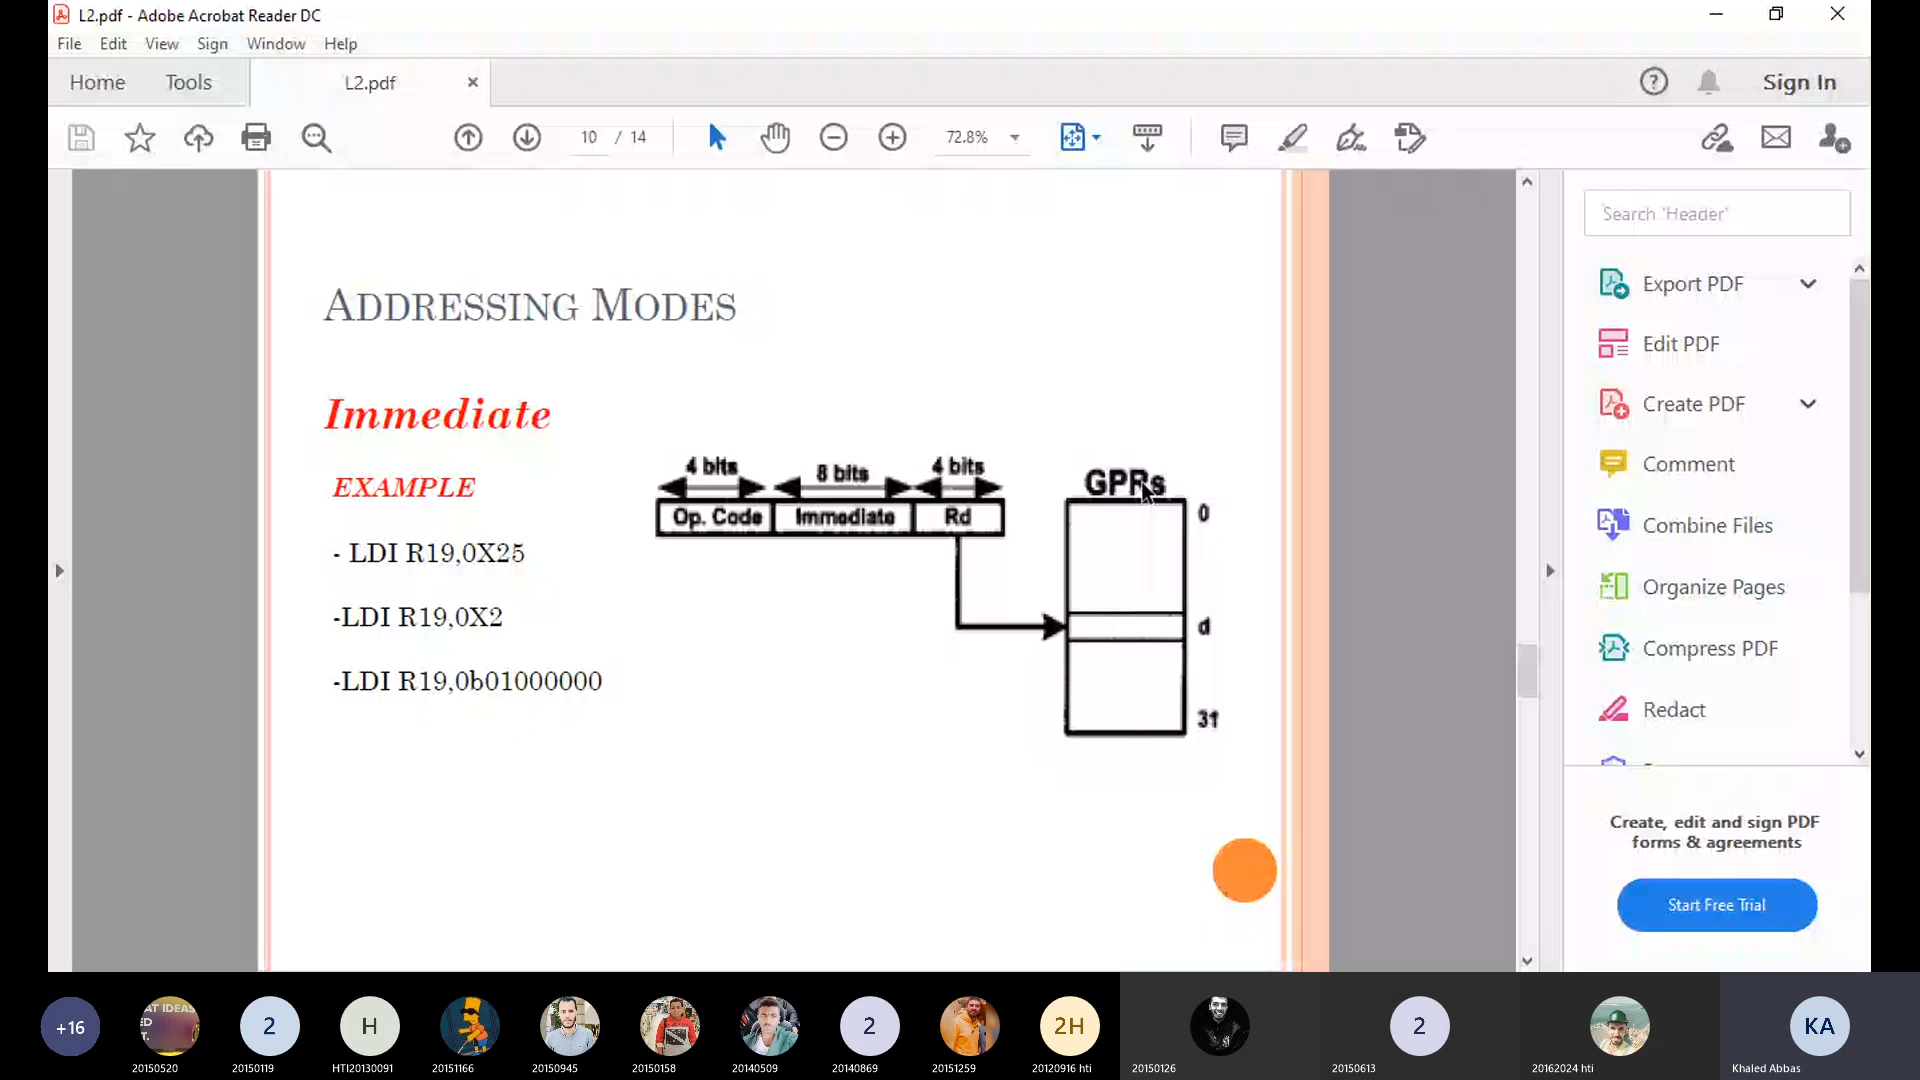 L2.pdf - Adobe Acrobat Reader DC
File Edit View Sign Window Help
Home Tools L2.pdf Sign In
10 / 14 72.8%
Search 'Header'
Export PDF
Edit PDF
Create PDF
Comment
Combine Files
Organize Pages
Compress PDF
Redact
Create, edit and sign PDF
forms & agreements
Start Free Trial
ADDRESSING MODES
Immediate
EXAMPLE
- LDI R19,0X25
-LDI R19,0X2
-LDI R19,0b01000000
4 bits 8 bits 4 bits
Op. Code Immediate Rd
GPRs
0
d
31
+16 2 H 2 2H 2 KA
20150520 20150119 HTI20130091 20151166 20150945 20150158 20140509 20140869 20151259 20120916 hti 20150126 20150613 20162024 hti Khaled Abbas